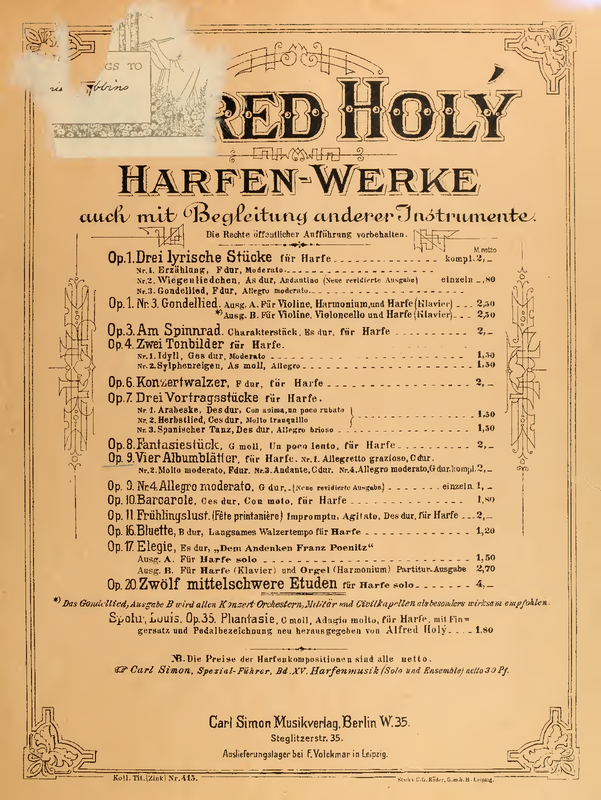 GS TO
RED HOLÝ
HARFEN-WERKE
auch mit Begleitung anderer Instrumente.
Die Rechte öffentlicher Aufführung vorbehalten.
M. netto
Op. 1. Drei lyrische Stücke für Harfe kompl. 2,_
Nr. 1. Erzählung, F dur, Moderato.
Nr. 2. Wiegenliedchen, As dur, Andantino (Neue revidierte Ausgabe) einzeln _,80
Nr. 3. Gondellied, F dur, Allegro moderato.
Op. 1. Nr. 3. Gondellied. Ausg. A. Für Violine, Harmonium, und Harfe (Klavier) 2,50
*) Ausg. B. Für Violine, Violoncello und Harfe (Klavier) 2,50
Op. 3. Am Spinnrad. Charakterstück, Es dur, für Harfe 2,_
Op. 4. Zwei Tonbilder für Harfe.
Nr. 1. Idyll, Ges dur, Moderato 1,50
Nr. 2. Sylphenreigen, As moll, Allegro 1,50
Op. 6. Konzertwalzer, F dur, für Harfe 2,_
Op. 7. Drei Vortragsstücke für Harfe.
Nr. 1. Arabeske, Des dur, Con anima, un poco rubato
Nr. 2. Herbstlied, Ces dur, Molto tranquillo 1,50
Nr. 3. Spanischer Tanz, Des dur, Allegro brioso 1,50
Op. 8. Fantasiestück, G moll, Un poco lento, für Harfe 2,_
Op. 9. Vier Albumblätter, für Harfe. Nr. 1. Allegretto grazioso, C dur.
Nr. 2. Molto moderato, F dur. Nr. 3. Andante, C dur. Nr. 4. Allegro moderato, G dur. kompl. 2,_
Op. 9. Nr. 4. Allegro moderato, G dur, (Neue revidierte Ausgabe) einzeln 1,_
Op. 10. Barcarole, Ces dur, Con moto, für Harfe 1,80
Op. 11 Frühlingslust. (Fête printanière) Impromptu, Agitato, Des dur, für Harfe 2,_
Op. 16. Bluette, B dur, Langsames Walzertempo für Harfe 1,20
Op. 17. Elegie, Es dur, „Dem Andenken Franz Poenitz“
Ausg. A. Für Harfe solo 1,50
Ausg. B. Für Harfe (Klavier) und Orgel (Harmonium) Partitur-Ausgabe 2,70
Op. 20. Zwölf mittelschwere Etuden für Harfe solo 4,_
*) Das Gondellied, Ausgabe B wird allen Konzert Orchestern, Militär und Civilkapellen als besonders wirksam empfohlen.
Spohr, Louis. Op. 35. Phantasie, C moll, Adagio molto, für Harfe, mit Fin=
gersatz und Pedalbezeichnung neu herausgegeben von Alfred Holý. 1.80
NB. Die Preise der Harfenkompositionen sind alle netto.
☞ Carl Simon, Spezial-Führer, Bd. XV. Harfenmusik (Solo und Ensemble) netto 30 Pf.
Carl Simon Musikverlag, Berlin W. 35.
Steglitzerstr. 35.
Auslieferungslager bei F. Volckmar in Leipzig.
Koll. Tit. (Zink) Nr. 415.
Stich v. C.G. Röder, G.m.b.H. Leipzig.